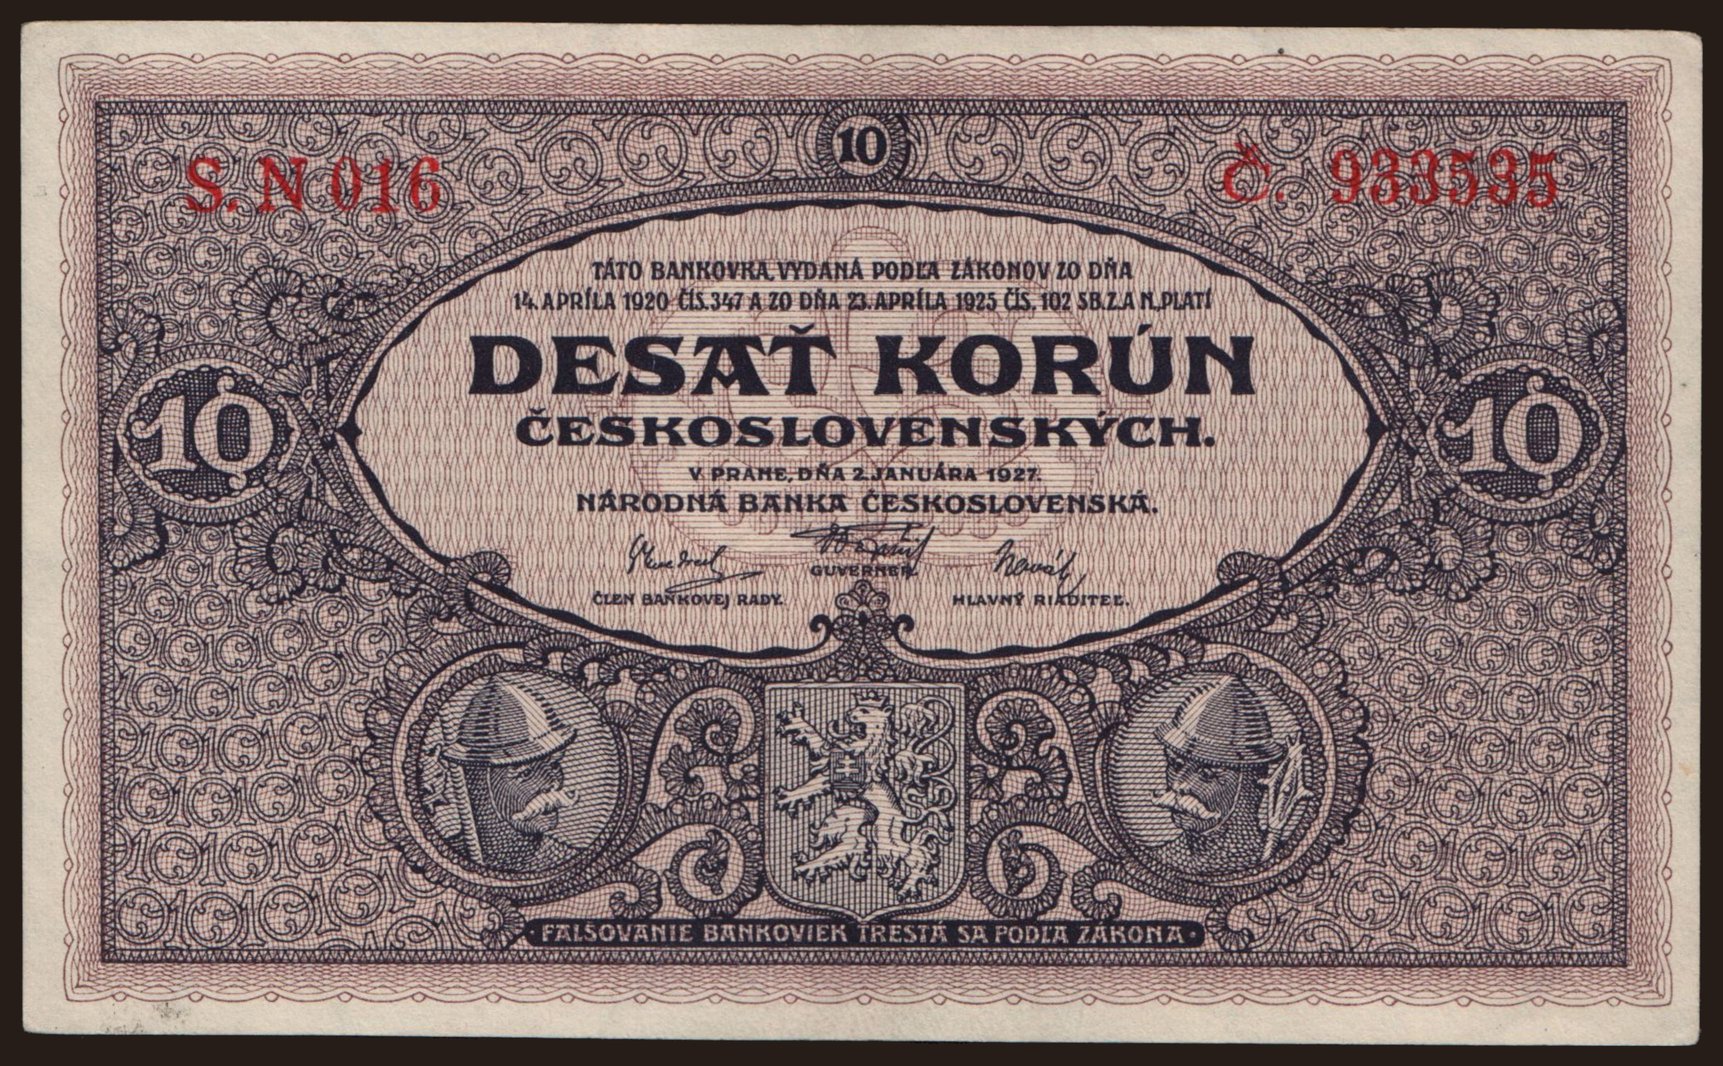 10
S. N 016
Č. 933535
TÁTO BANKOVKA, VYDANÁ PODĽA ZÁKONOV ZO DŇA
14. APRÍLA 1920 ČÍS. 347 A ZO DŇA 23. APRÍLA 1925 ČÍS. 102 SB. Z. A N., PLATÍ
DESAŤ KORÚN
ČESKOSLOVENSKÝCH.
10
10
V PRAHE, DŇA 2. JANUÁRA 1927.
NÁRODNÁ BANKA ČESKOSLOVENSKÁ.
GUVERNER.
ČLEN BAŇKOVEJ RADY.
HLAVNÝ RIADITEĽ.
· FALŠOVANIE BANKOVIEK TRESTÁ SA PODĽA ZÁKONA ·